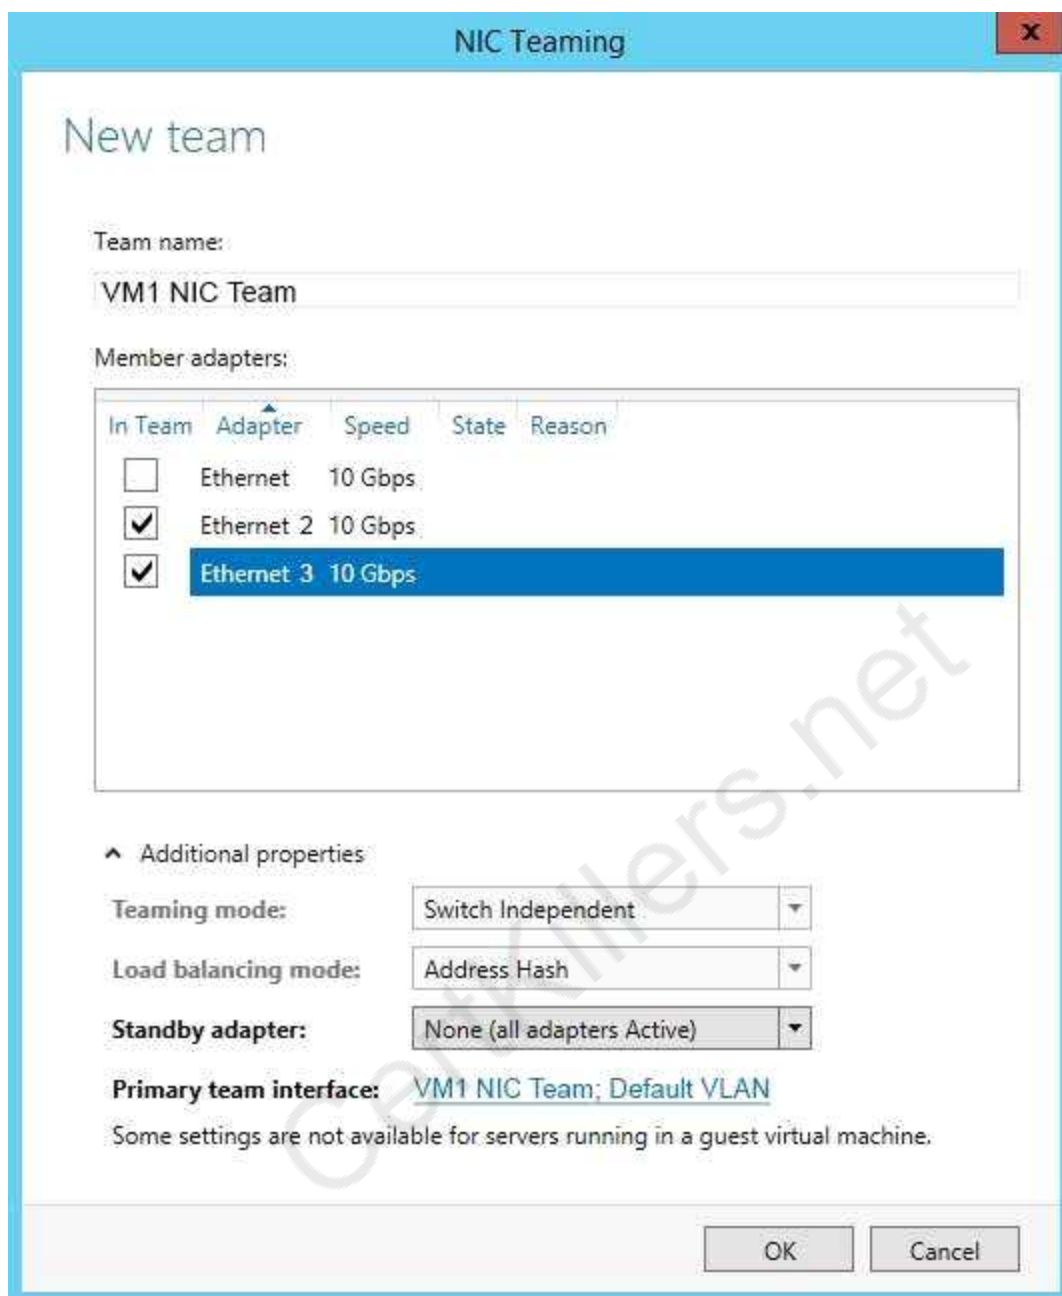 NIC Teaming
x
New team
Team name:
VM1 NIC Team
Member adapters:
In Team Adapter Speed State Reason
Ethernet 10 Gbps
Ethernet 2 10 Gbps
Ethernet 3 10 Gbps
Additional properties
Teaming mode: Switch Independent
Load balancing mode: Address Hash
Standby adapter: None (all adapters Active)
Primary team interface: VM1 NIC Team; Default VLAN
Some settings are not available for servers running in a guest virtual machine.
OK Cancel
CertKillers.net